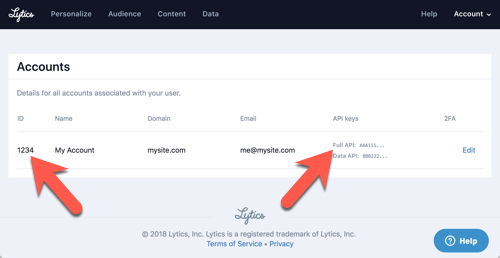 Lytics Personalize Audience Content Data Help Account
Accounts
Details for all accounts associated with your user.
ID Name Domain Email API keys 2FA
1234 My Account mysite.com me@mysite.com Full API: AAA111... Edit
Data API: BBB222...
Lytics
© 2018 Lytics, Inc. Lytics is a registered trademark of Lytics, Inc.
Terms of Service • Privacy
? Help